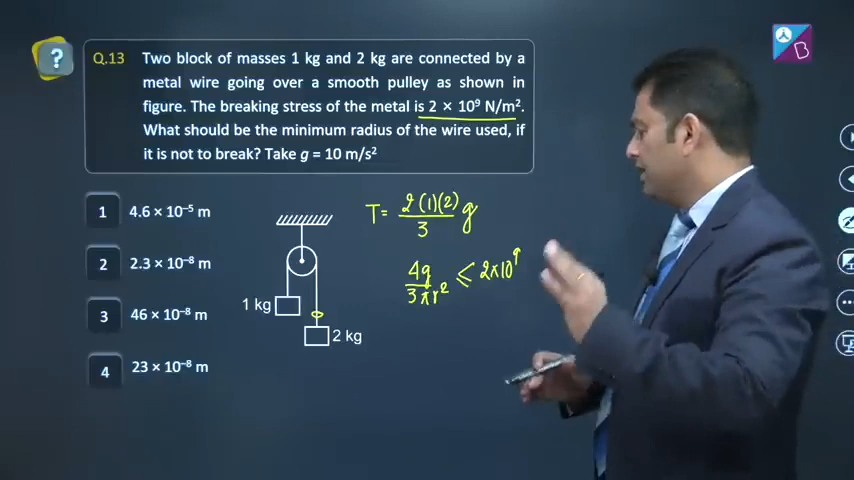 ?
Q.13 Two block of masses 1 kg and 2 kg are connected by a
metal wire going over a smooth pulley as shown in
figure. The breaking stress of the metal is 2 × 10⁹ N/m².
What should be the minimum radius of the wire used, if
it is not to break? Take g = 10 m/s²
1 4.6 × 10⁻⁵ m
2 2.3 × 10⁻⁸ m
3 46 × 10⁻⁸ m
4 23 × 10⁻⁸ m
1 kg
2 kg
T = 2(1)(2)/3 g
4g/3πr² ≤ 2×10⁹
B